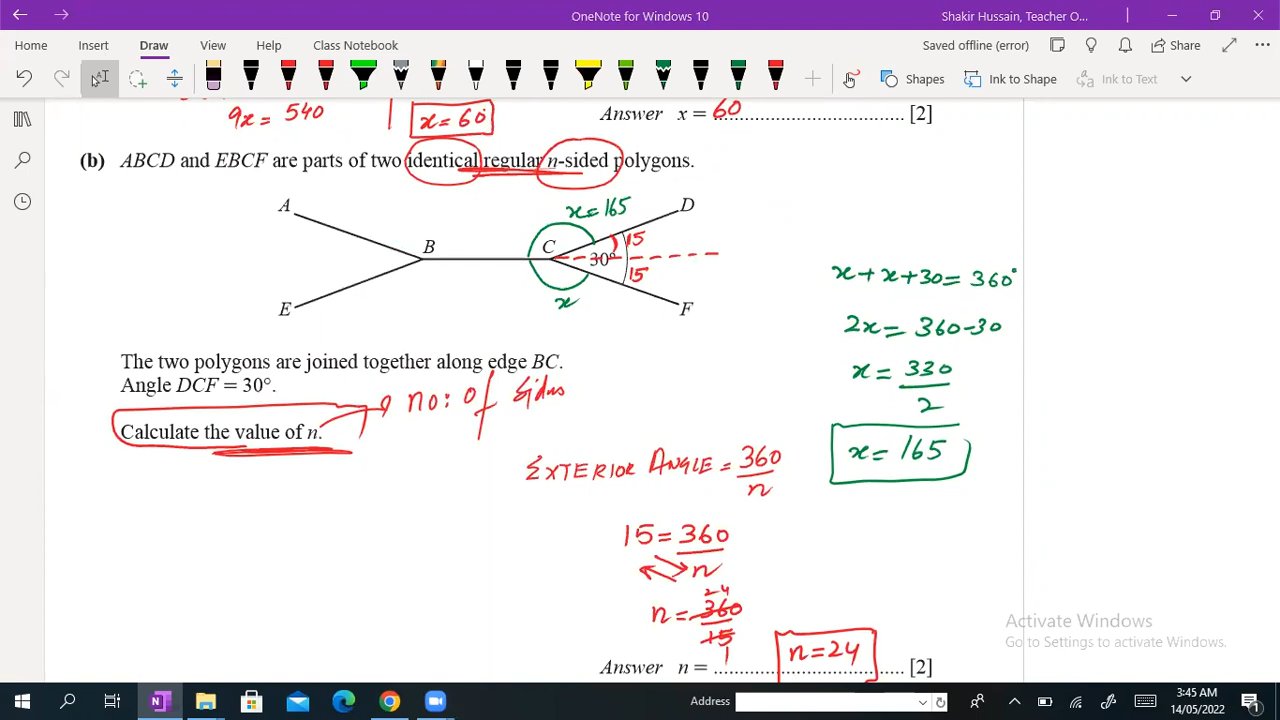 OneNote for Windows 10
Shakir Hussain, Teacher O...
Home Insert Draw View Help Class Notebook
Saved offline (error)
Share
Shapes
Ink to Shape
Ink to Text
9x = 540
x = 60
Answer x = 60 [2]
(b) ABCD and EBCF are parts of two identical regular n-sided polygons.
A
B
C
D
E
F
x = 165
15
30°
15
x
x + x + 30 = 360°
2x = 360 - 30
x = 330
2
x = 165
The two polygons are joined together along edge BC.
Angle DCF = 30°.
no: of sides
Calculate the value of n.
EXTERIOR ANGLE = 360
n
15 = 360
n
24
n = 360
15
1
n = 24
Answer n = [2]
Activate Windows
Go to Settings to activate Windows.
Address
3:45 AM
14/05/2022